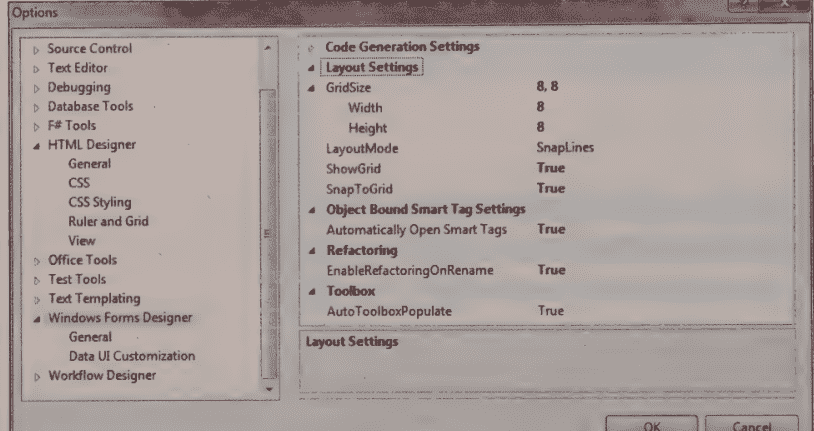 Options
Source Control
Text Editor
Debugging
Database Tools
F# Tools
HTML Designer
General
CSS
CSS Styling
Ruler and Grid
View
Office Tools
Test Tools
Text Templating
Windows Forms Designer
General
Data UI Customization
Workflow Designer
Code Generation Settings
Layout Settings
GridSize 8, 8
Width 8
Height 8
LayoutMode SnapLines
ShowGrid True
SnapToGrid True
Object Bound Smart Tag Settings
Automatically Open Smart Tags True
Refactoring
EnableRefactoringOnRename True
Toolbox
AutoToolboxPopulate True
Layout Settings
OK Cancel